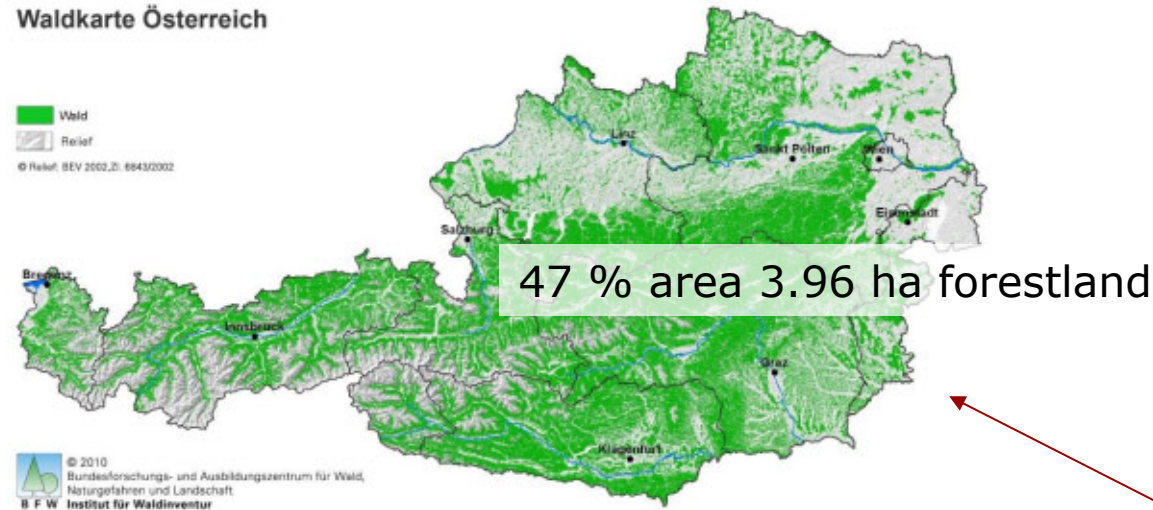 Waldkarte Österreich
Wald
Relief
© Relief: BEV 2002,Zl. 6843/2002
Linz
Sankt Pölten
Wien
Eisenstadt
Salzburg
47 % area 3.96 ha forestland
Bregenz
Innsbruck
Graz
Klagenfurt
© 2010
Bundesforschungs- und Ausbildungszentrum für Wald,
Naturgefahren und Landschaft
BFW Institut für Waldinventur